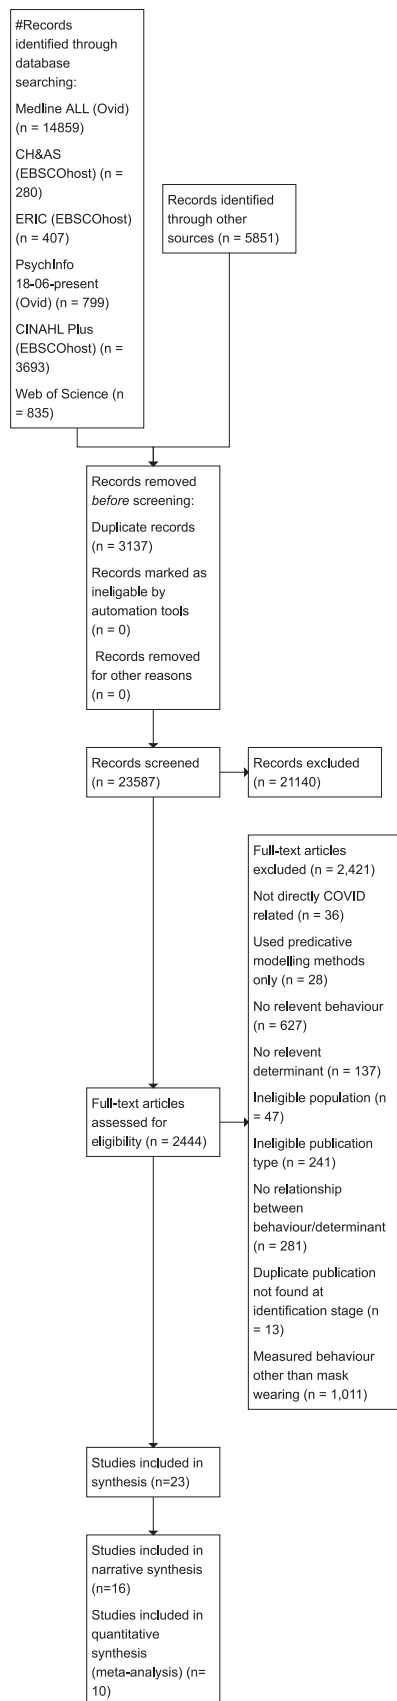 #Records
identified through
database
searching:
Medline ALL (Ovid)
(n = 14859)
CH&AS
(EBSCOhost) (n =
280)
ERIC (EBSCOhost)
(n = 407)
PsychInfo
18-06-present
(Ovid) (n = 799)
CINAHL Plus
(EBSCOhost) (n =
3693)
Web of Science (n
= 835)
Records identified
through other
sources (n = 5851)
Records removed
before screening:
Duplicate records
(n = 3137)
Records marked as
ineligable by
automation tools
(n = 0)
Records removed
for other reasons
(n = 0)
Records screened
(n = 23587)
Records excluded
(n = 21140)
Full-text articles
assessed for
eligibility (n = 2444)
Full-text articles
excluded (n = 2,421)
Not directly COVID
related (n = 36)
Used predicative
modelling methods
only (n = 28)
No relevent behaviour
(n = 627)
No relevent
determinant (n = 137)
Ineligible population (n
= 47)
Ineligible publication
type (n = 241)
No relationship
between
behaviour/determinant
(n = 281)
Duplicate publication
not found at
identification stage (n
= 13)
Measured behaviour
other than mask
wearing (n = 1,011)
Studies included in
synthesis (n=23)
Studies included in
narrative synthesis
(n=16)
Studies included in
quantitative
synthesis
(meta-analysis) (n=
10)